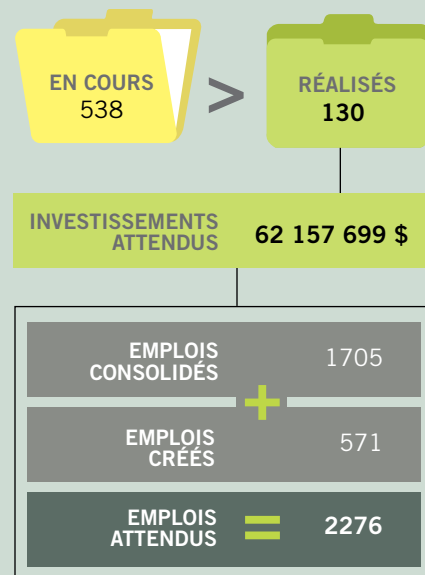 EN COURS
538
>
RÉALISÉS
130
INVESTISSEMENTS
ATTENDUS
62 157 699 $
EMPLOIS
CONSOLIDÉS
1705
+
EMPLOIS
CRÉÉS
571
EMPLOIS
ATTENDUS
=
2276